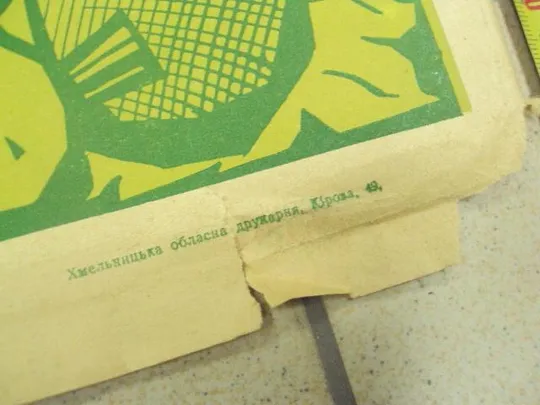 Хмельницька обласна друкарня, Кірова, 49,